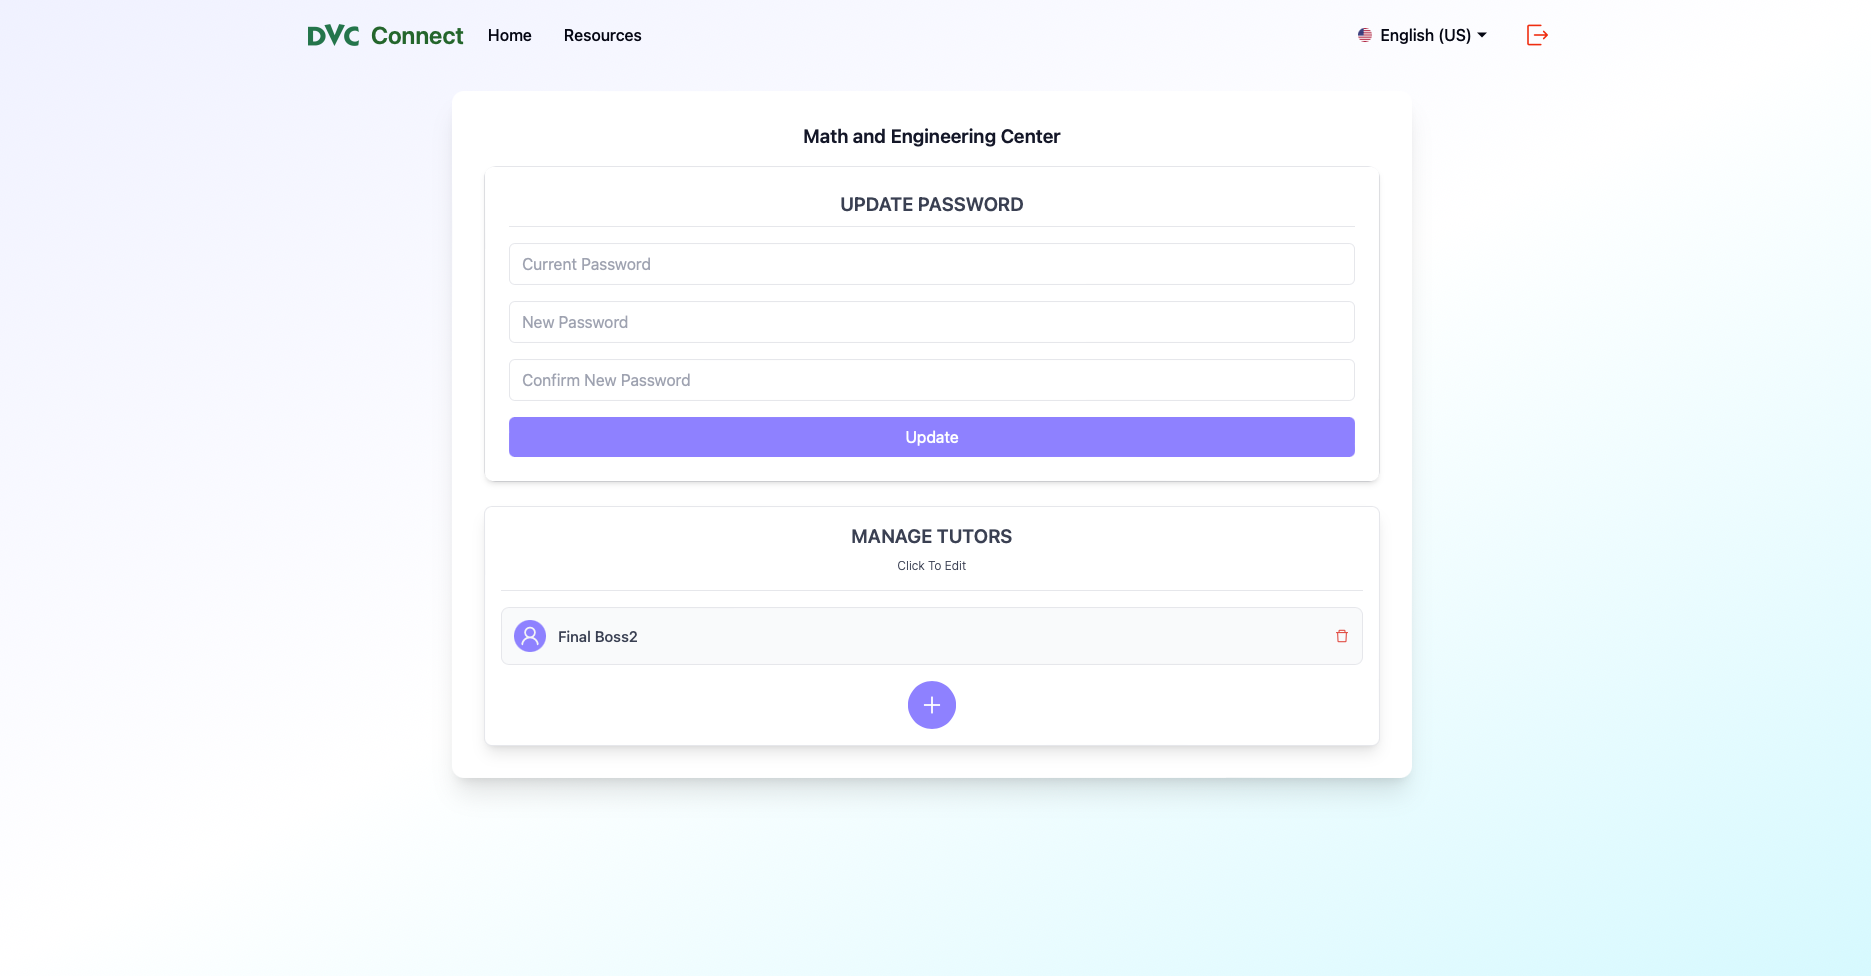 DVC Connect Home Resources English (US)
Math and Engineering Center
UPDATE PASSWORD
Current Password
New Password
Confirm New Password
Update
MANAGE TUTORS
Click To Edit
Final Boss2